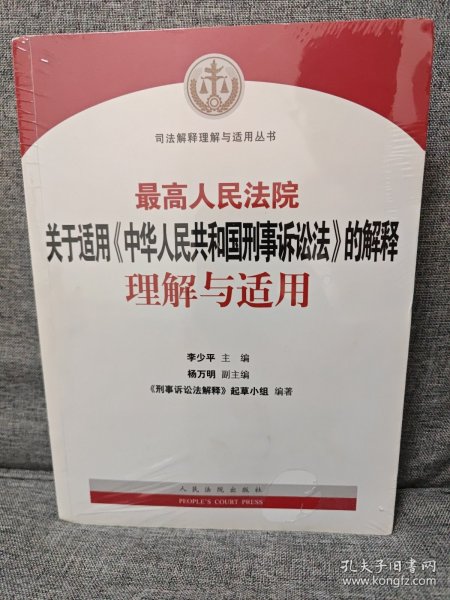 司法解释理解与适用丛书
最高人民法院
关于适用《中华人民共和国刑事诉讼法》的解释
理解与适用
李少平 主 编
杨万明 副主编
《刑事诉讼法解释》起草小组 编著
人民法院出版社
PEOPLE'S COURT PRESS
孔夫子旧书网
www.kongfz.com